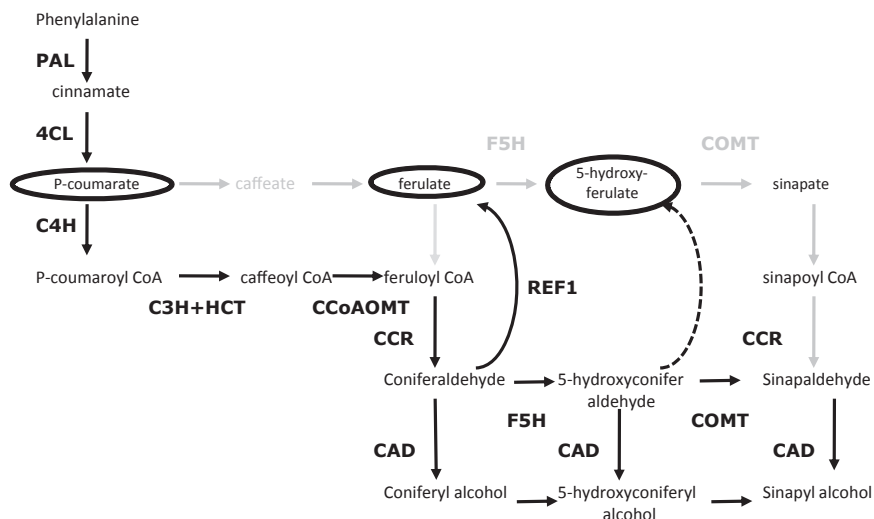 Phenylalanine
PAL
cinnamate
4CL
F5H
COMT
P-coumarate
caffeate
ferulate
5-hydroxy-
ferulate
sinapate
C4H
P-coumaroyl CoA
caffeoyl CoA
feruloyl CoA
sinapoyl CoA
REF1
C3H+HCT
CCoAOMT
CCR
CCR
Coniferaldehyde
5-hydroxyconifer
aldehyde
Sinapaldehyde
F5H
COMT
CAD
CAD
CAD
Coniferyl alcohol
5-hydroxyconiferyl
alcohol
Sinapyl alcohol